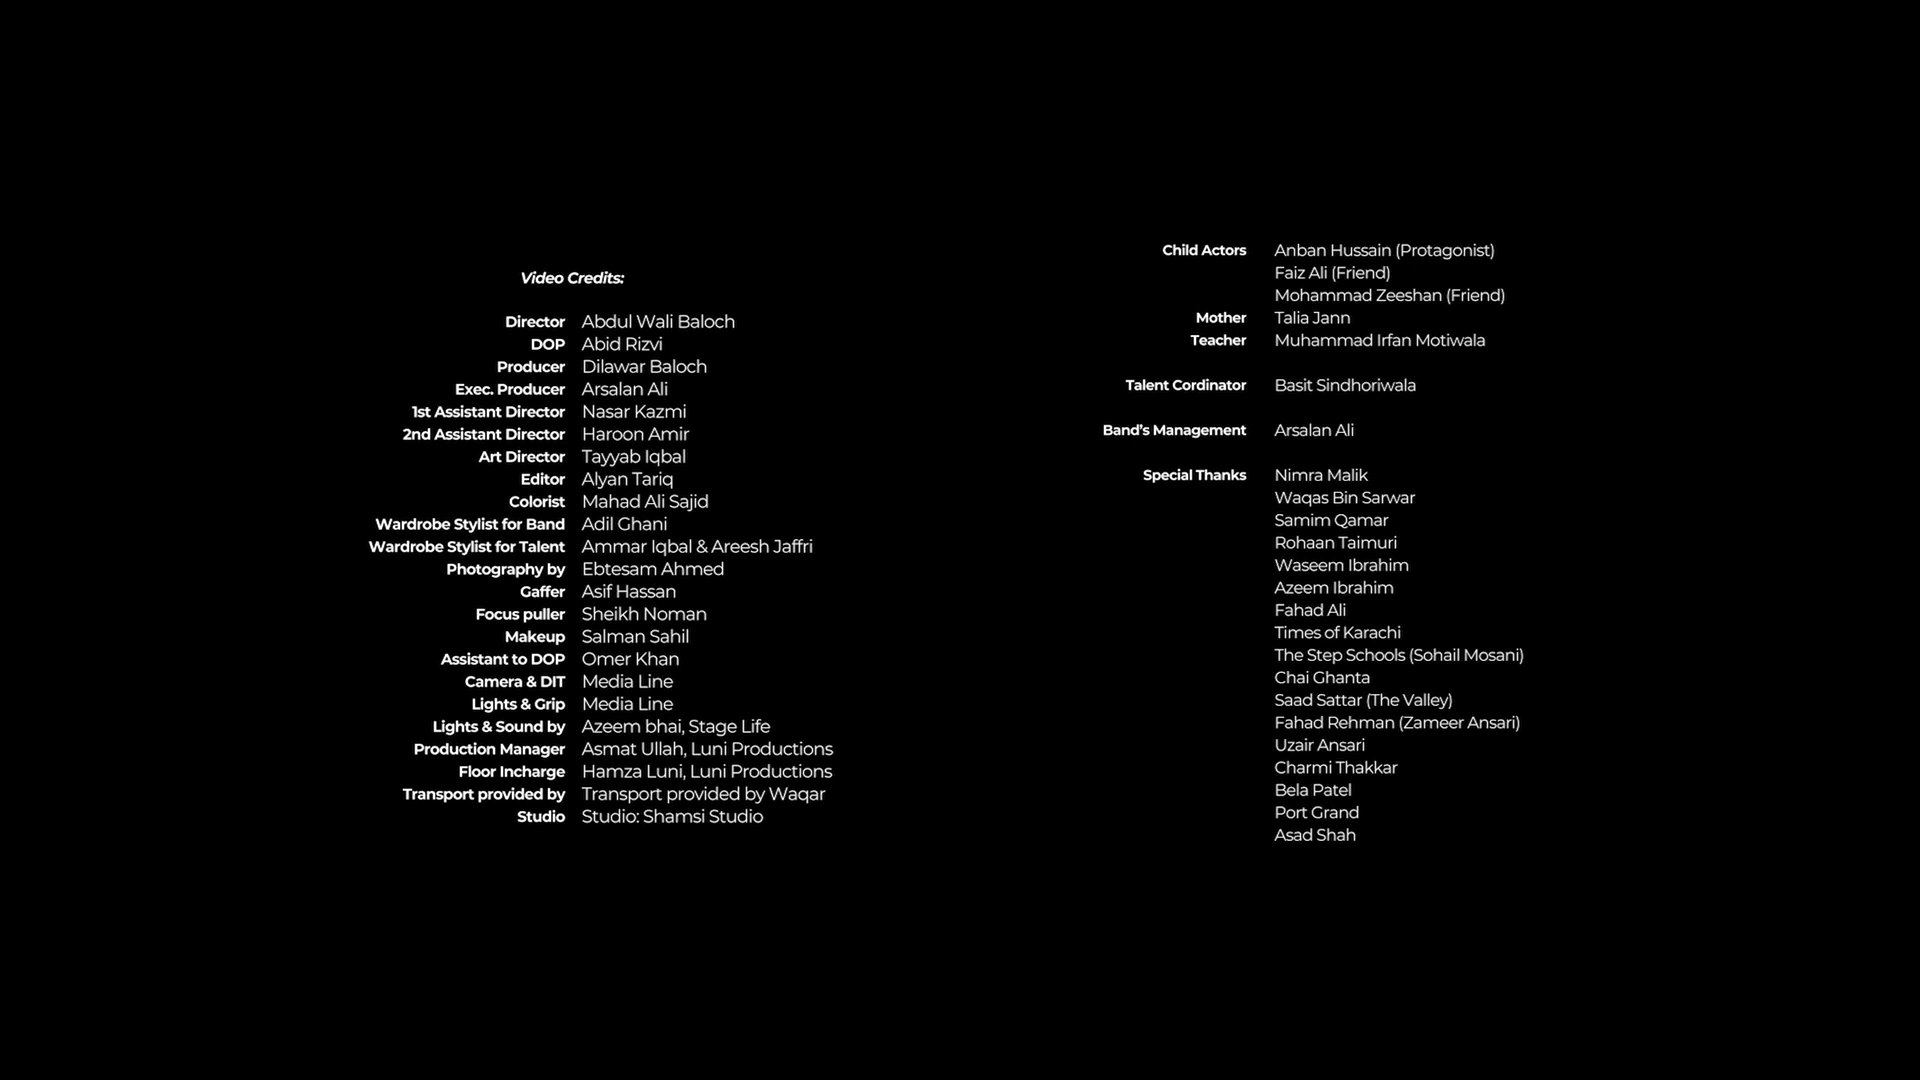 Video Credits:
Director Abdul Wali Baloch
DOP Abid Rizvi
Producer Dilawar Baloch
Exec. Producer Arsalan Ali
1st Assistant Director Nasar Kazmi
2nd Assistant Director Haroon Amir
Art Director Tayyab Iqbal
Editor Alyan Tariq
Colorist Mahad Ali Sajid
Wardrobe Stylist for Band Adil Ghani
Wardrobe Stylist for Talent Ammar Iqbal & Areesh Jaffri
Photography by Ebtesam Ahmed
Gaffer Asif Hassan
Focus puller Sheikh Noman
Makeup Salman Sahil
Assistant to DOP Omer Khan
Camera & DIT Media Line
Lights & Grip Media Line
Lights & Sound by Azeem bhai, Stage Life
Production Manager Asmat Ullah, Luni Productions
Floor Incharge Hamza Luni, Luni Productions
Transport provided by Transport provided by Waqar
Studio Studio: Shamsi Studio
Child Actors Anban Hussain (Protagonist)
Faiz Ali (Friend)
Mohammad Zeeshan (Friend)
Mother Talia Jann
Teacher Muhammad Irfan Motiwala
Talent Cordinator Basit Sindhoriwala
Band's Management Arsalan Ali
Special Thanks Nimra Malik
Waqas Bin Sarwar
Samim Qamar
Rohaan Taimuri
Waseem Ibrahim
Azeem Ibrahim
Fahad Ali
Times of Karachi
The Step Schools (Sohail Mosani)
Chai Ghanta
Saad Sattar (The Valley)
Fahad Rehman (Zameer Ansari)
Uzair Ansari
Charmi Thakkar
Bela Patel
Port Grand
Asad Shah